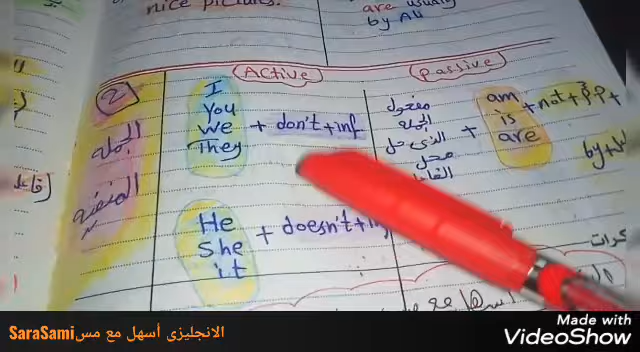 nice pictures.
are usually
by Ali
Active
Passive
2
الجملة
المنفية
I
You
We
They
+ don't + inf
He
She
it
+ doesn't +
مفعول
الجملة
الذى حل
محل
+
am
is
are
+ not + P.P +
by +
الانجليزى أسهل مع مس SaraSami
Made with
VideoShow